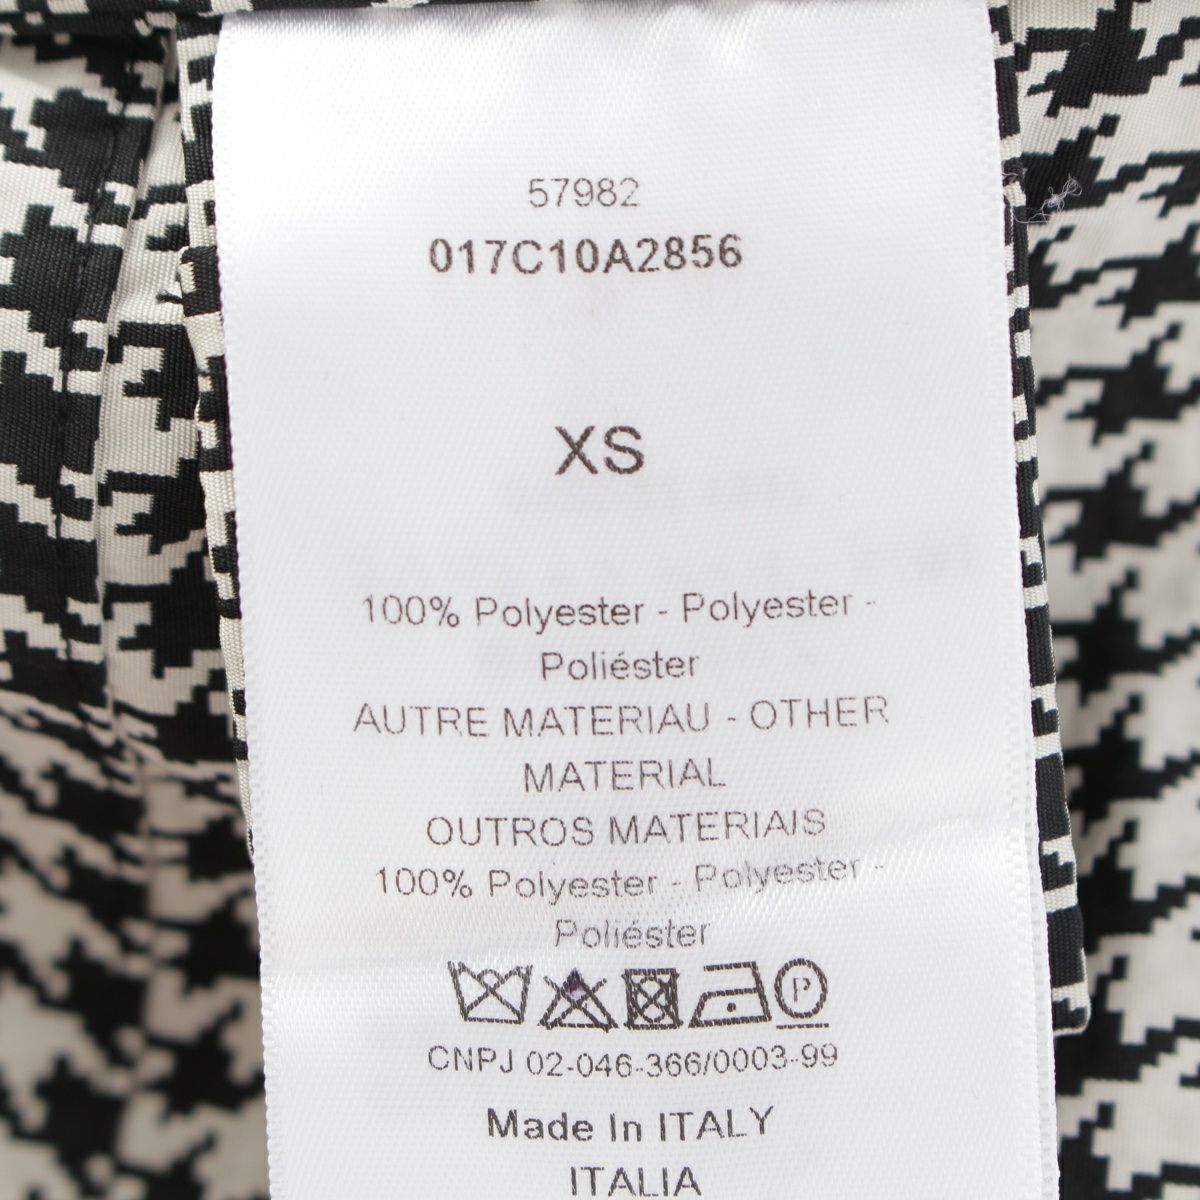 57982
017C10A2856
XS
100% Polyester - Polyester -
Poliéster
AUTRE MATERIAU - OTHER
MATERIAL
OUTROS MATERIAIS
100% Polyester - Polyester -
Poliéster
P
CNPJ 02-046-366/0003-99
Made In ITALY
ITALIA